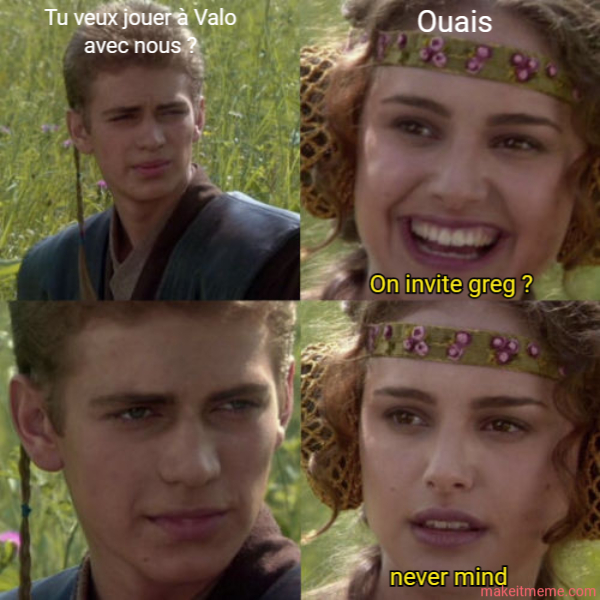 Tu veux jouer à Valo
avec nous ?
Ouais
On invite greg ?
never mind
makeitmeme.com